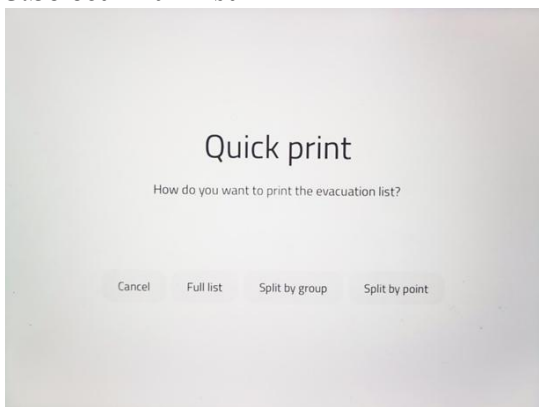 Quick print
How do you want to print the evacuation list?
Cancel Full list Split by group Split by point